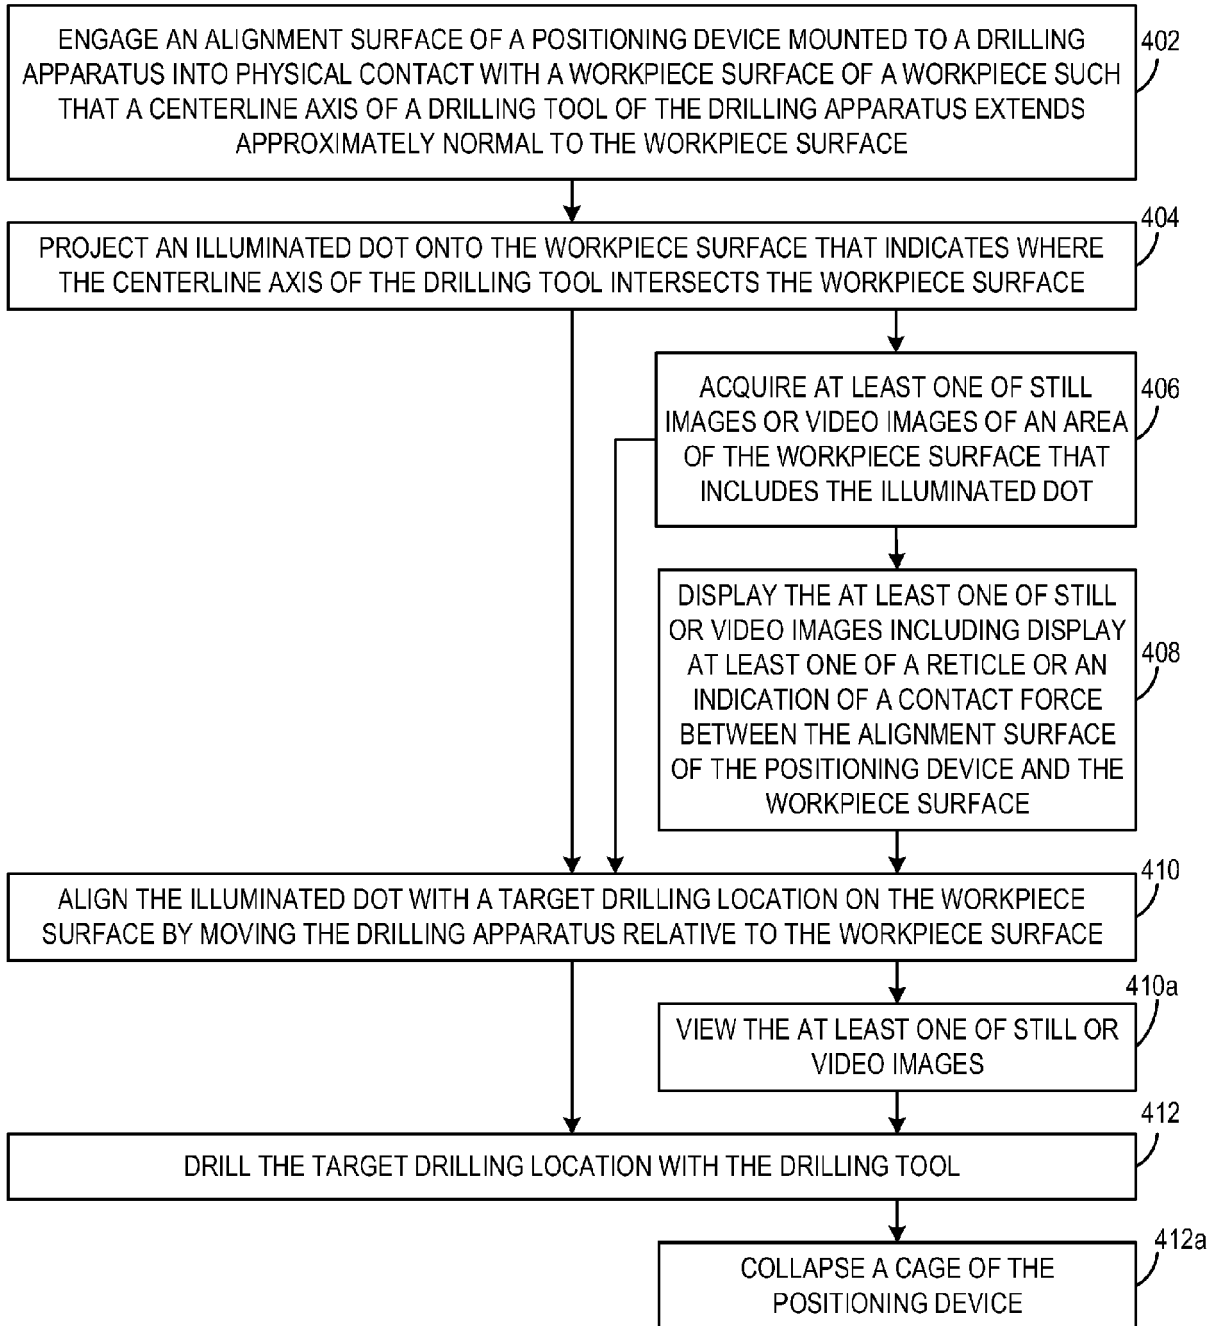 ENGAGE AN ALIGNMENT SURFACE OF A POSITIONING DEVICE MOUNTED TO A DRILLING
APPARATUS INTO PHYSICAL CONTACT WITH A WORKPIECE SURFACE OF A WORKPIECE SUCH
THAT A CENTERLINE AXIS OF A DRILLING TOOL OF THE DRILLING APPARATUS EXTENDS
APPROXIMATELY NORMAL TO THE WORKPIECE SURFACE
402
PROJECT AN ILLUMINATED DOT ONTO THE WORKPIECE SURFACE THAT INDICATES WHERE
THE CENTERLINE AXIS OF THE DRILLING TOOL INTERSECTS THE WORKPIECE SURFACE
404
ACQUIRE AT LEAST ONE OF STILL
IMAGES OR VIDEO IMAGES OF AN AREA
OF THE WORKPIECE SURFACE THAT
INCLUDES THE ILLUMINATED DOT
406
DISPLAY THE AT LEAST ONE OF STILL
OR VIDEO IMAGES INCLUDING DISPLAY
AT LEAST ONE OF A RETICLE OR AN
INDICATION OF A CONTACT FORCE
BETWEEN THE ALIGNMENT SURFACE
OF THE POSITIONING DEVICE AND THE
WORKPIECE SURFACE
408
ALIGN THE ILLUMINATED DOT WITH A TARGET DRILLING LOCATION ON THE WORKPIECE
SURFACE BY MOVING THE DRILLING APPARATUS RELATIVE TO THE WORKPIECE SURFACE
410
VIEW THE AT LEAST ONE OF STILL OR
VIDEO IMAGES
410a
DRILL THE TARGET DRILLING LOCATION WITH THE DRILLING TOOL
412
COLLAPSE A CAGE OF THE
POSITIONING DEVICE
412a